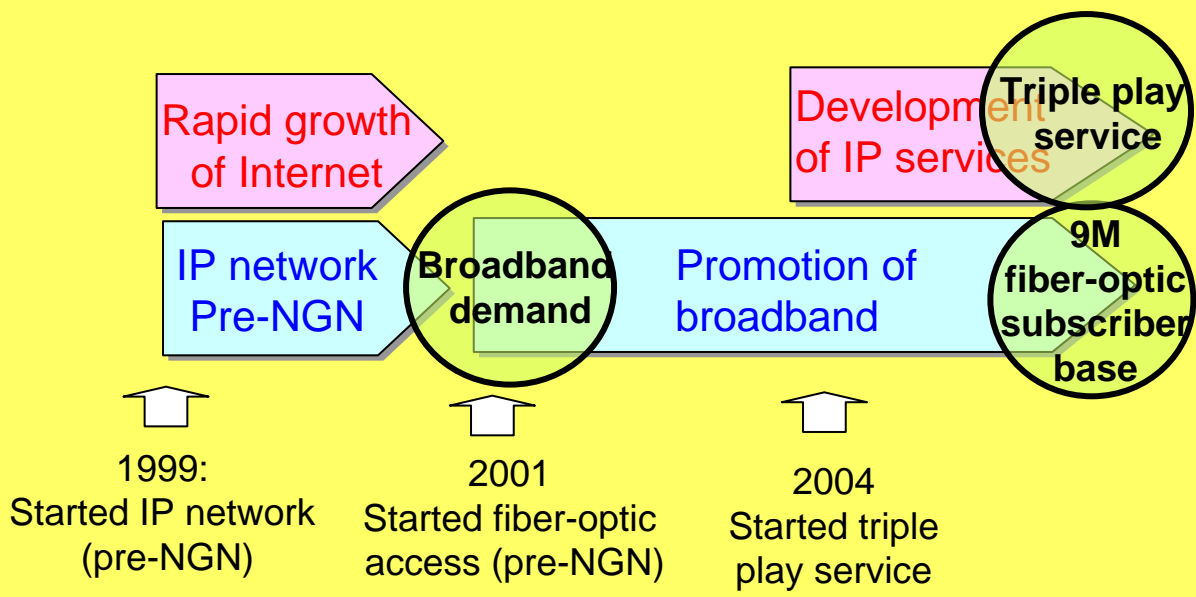 Rapid growth
of Internet
Development
of IP services
Triple play
service
IP network
Pre-NGN
Broadband
demand
Promotion of
broadband
9M
fiber-optic
subscriber
base
1999:
Started IP network
(pre-NGN)
2001
Started fiber-optic
access (pre-NGN)
2004
Started triple
play service